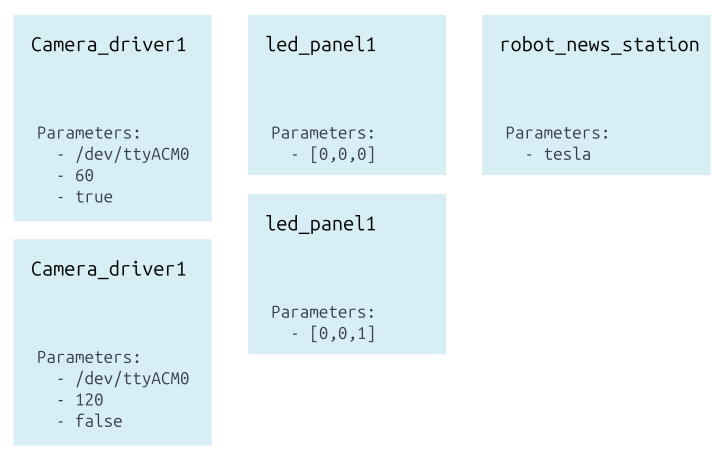 Camera_driver1
Parameters:
- /dev/ttyACM0
- 60
- true
Camera_driver1
Parameters:
- /dev/ttyACM0
- 120
- false
led_panel1
Parameters:
- [0,0,0]
led_panel1
Parameters:
- [0,0,1]
robot_news_station
Parameters:
- tesla